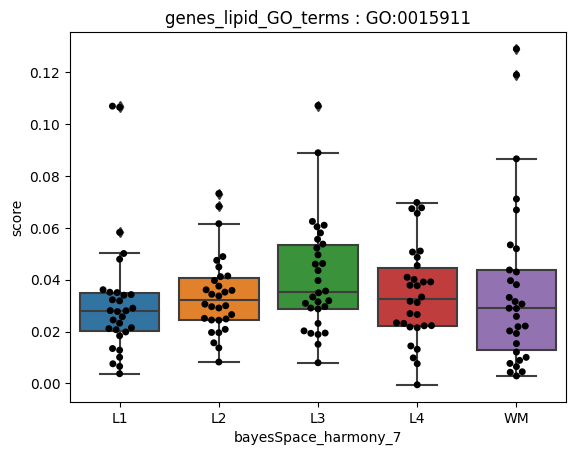 genes_lipid_GO_terms : GO:0015911
0.12
0.10
0.08
0.06
0.04
0.02
0.00
score
L1 L2 L3 L4 WM
bayesSpace_harmony_7